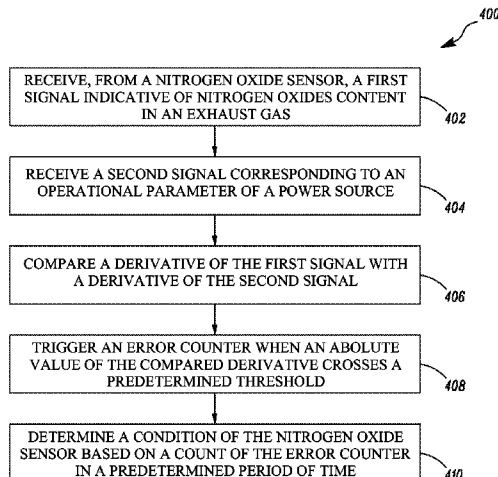 400
RECEIVE, FROM A NITROGEN OXIDE SENSOR, A FIRST
SIGNAL INDICATIVE OF NITROGEN OXIDES CONTENT
IN AN EXHAUST GAS
402
RECEIVE A SECOND SIGNAL CORRESPONDING TO AN
OPERATIONAL PARAMETER OF A POWER SOURCE
404
COMPARE A DERIVATIVE OF THE FIRST SIGNAL WITH
A DERIVATIVE OF THE SECOND SIGNAL
406
TRIGGER AN ERROR COUNTER WHEN AN ABOLUTE
VALUE OF THE COMPARED DERIVATIVE CROSSES A
PREDETERMINED THRESHOLD
408
DETERMINE A CONDITION OF THE NITROGEN OXIDE
SENSOR BASED ON A COUNT OF THE ERROR COUNTER
IN A PREDETERMINED PERIOD OF TIME
410